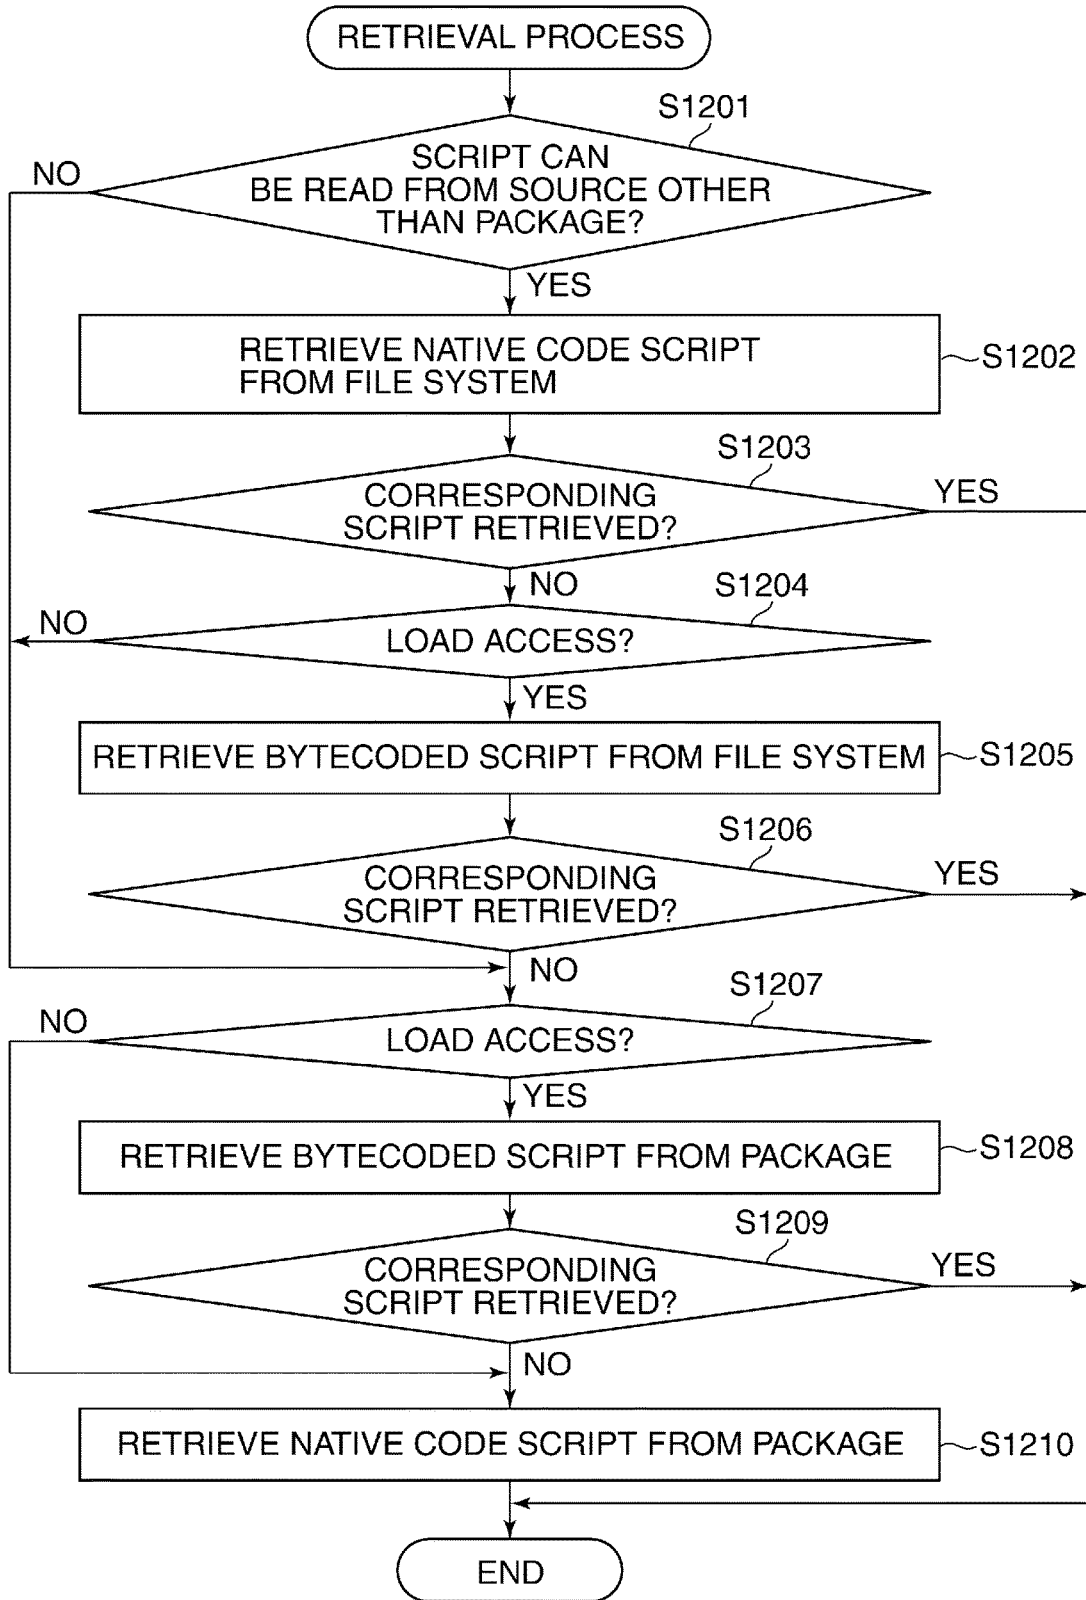 RETRIEVAL PROCESS
S1201
NO
SCRIPT CAN
BE READ FROM SOURCE OTHER
THAN PACKAGE?
YES
RETRIEVE NATIVE CODE SCRIPT
FROM FILE SYSTEM
S1202
S1203
CORRESPONDING
SCRIPT RETRIEVED?
YES
NO
S1204
NO
LOAD ACCESS?
YES
RETRIEVE BYTECODED SCRIPT FROM FILE SYSTEM
S1205
S1206
CORRESPONDING
SCRIPT RETRIEVED?
YES
NO
S1207
NO
LOAD ACCESS?
YES
RETRIEVE BYTECODED SCRIPT FROM PACKAGE
S1208
S1209
CORRESPONDING
SCRIPT RETRIEVED?
YES
NO
RETRIEVE NATIVE CODE SCRIPT FROM PACKAGE
S1210
END